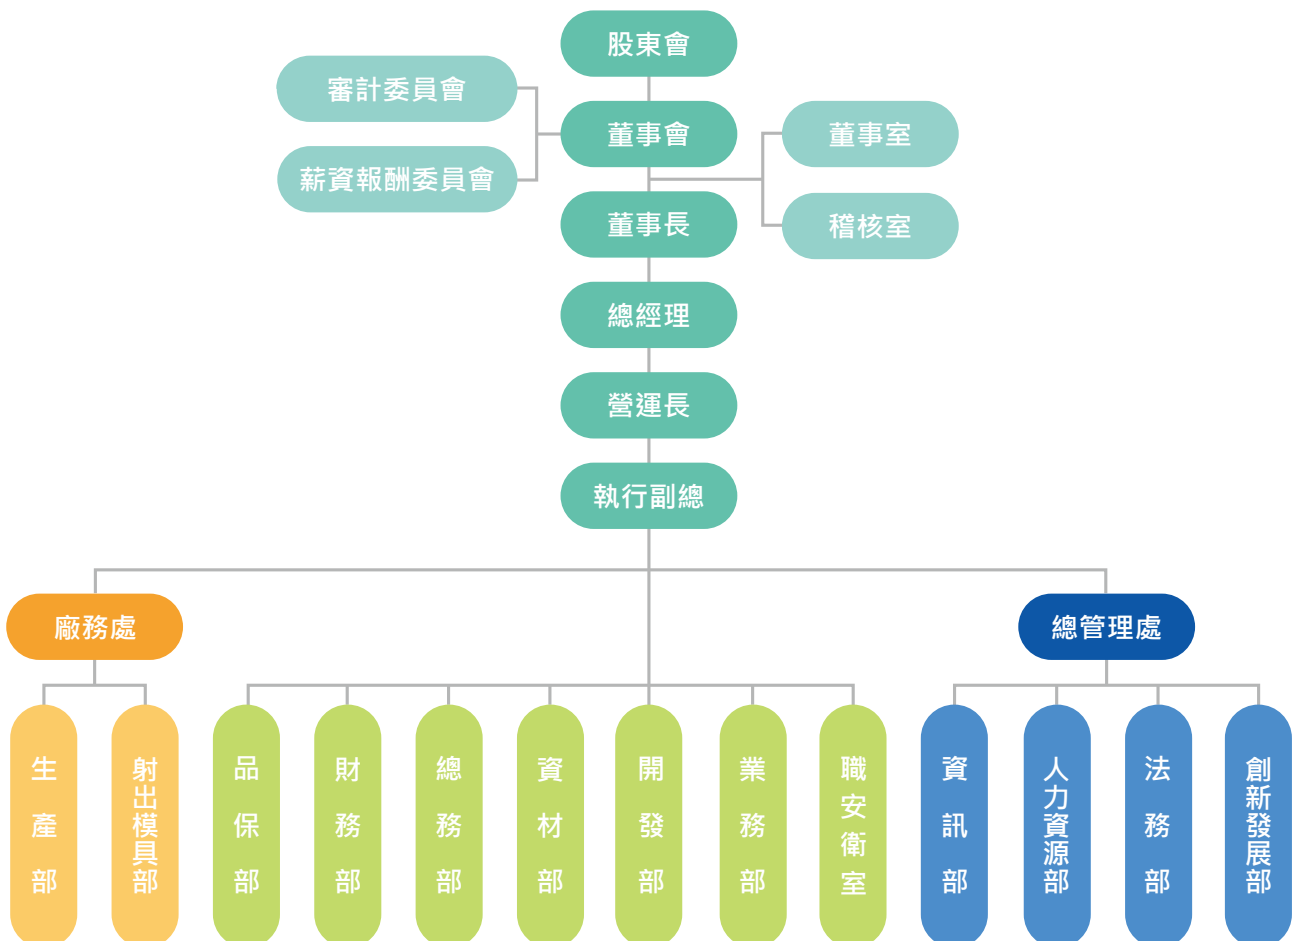 股東會
審計委員會
董事會
董事室
薪資報酬委員會
董事長
稽核室
總經理
營運長
執行副總
廠務處
總管理處
生產部
射出模具部
品保部
財務部
總務部
資材部
開發部
業務部
職安衛室
資訊部
人力資源部
法務部
創新發展部